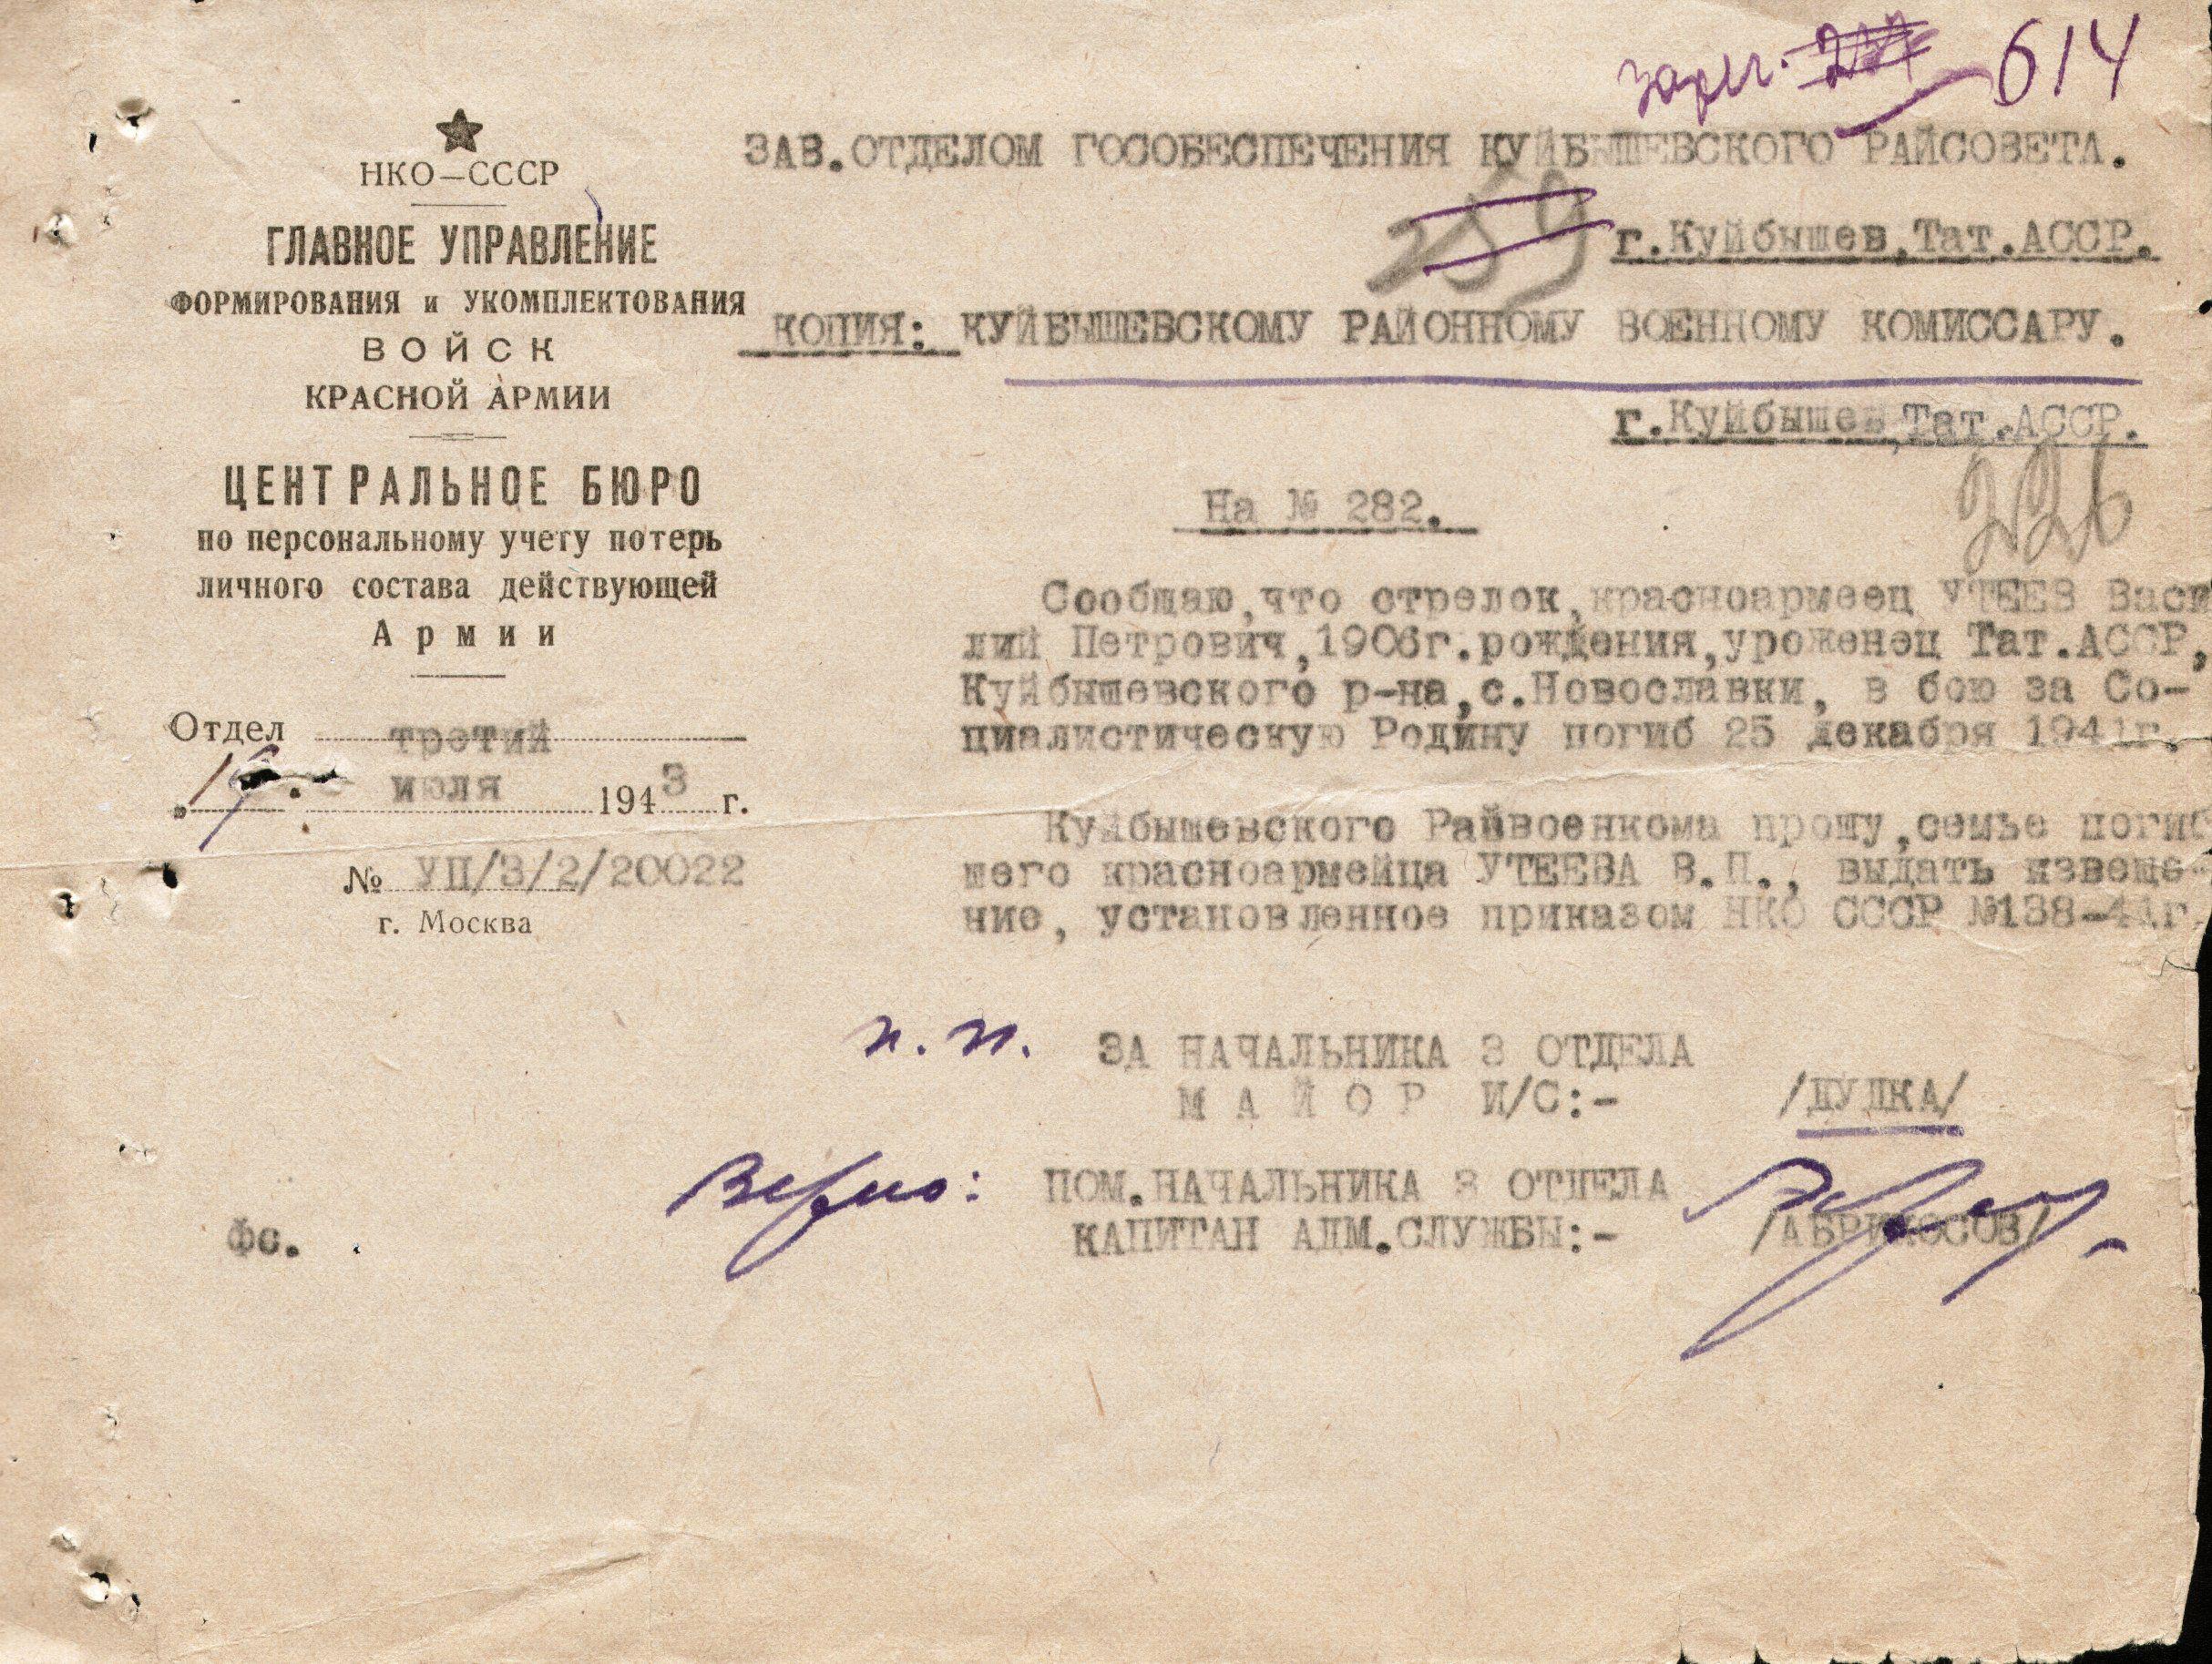 зарег. 614
НКО—СССР
ГЛАВНОЕ УПРАВЛЕНИЕ
ФОРМИРОВАНИЯ и УКОМПЛЕКТОВАНИЯ
ВОЙСК
КРАСНОЙ АРМИИ
ЦЕНТРАЛЬНОЕ БЮРО
по персональному учету потерь
личного состава действующей
Армии
Отдел третий
июля 1943 г.
№ УП/3/2/20022
г. Москва
ЗАВ.ОТДЕЛОМ ГОСОБЕСПЕЧЕНИЯ КУЙБЫШЕВСКОГО РАЙСОВЕТА.
259
г.Куйбышев,Тат.АССР.
КОПИЯ: КУЙБЫШЕВСКОМУ РАЙОННОМУ ВОЕННОМУ КОМИССАРУ.
г.Куйбышев,Тат.АССР.
226
На № 282.
Сообщаю,что стрелок,красноармеец УТЕЕВ Васи
лий Петрович,1906г.рождения,уроженец Тат.АССР,
Куйбышевского р-на,с.Новославки, в бою за Со-
циалистическую Родину погиб 25 декабря 1941г.
Куйбышевского Райвоенкома прошу,семье погиб
шего красноармейца УТЕЕВА В.П., выдать извеще-
ние, установленное приказом НКО СССР №138-41г.
п.п. ЗА НАЧАЛЬНИКА 3 ОТДЕЛА
МАЙОР И/С:- /ДУДКА/
Верно: ПОМ.НАЧАЛЬНИКА 3 ОТДЕЛА
КАПИТАН АДМ.СЛУЖБЫ:- /АБРИКОСОВ/
Фс.